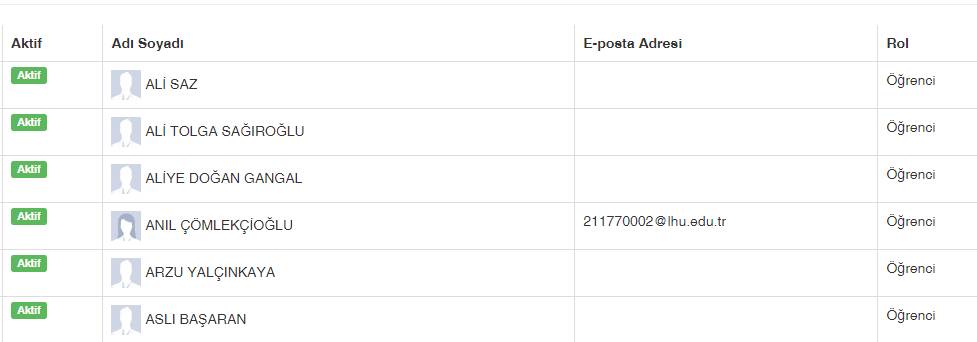 Aktif Adı Soyadı E-posta Adresi Rol
Aktif ALİ SAZ Öğrenci
Aktif ALİ TOLGA SAĞIROĞLU Öğrenci
Aktif ALİYE DOĞAN GANGAL Öğrenci
Aktif ANIL ÇÖMLEKÇİOĞLU 211770002@lhu.edu.tr Öğrenci
Aktif ARZU YALÇINKAYA Öğrenci
Aktif ASLI BAŞARAN Öğrenci